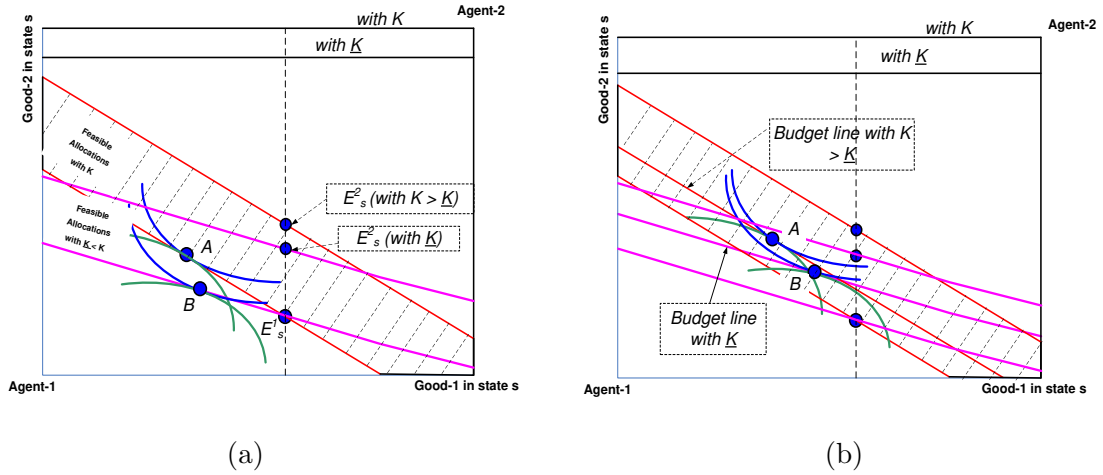 with K
Agent-2
with K
Good-2 in state s
Feasible
Allocations
with K
Feasible
Allocations
with K < K
E²s (with K > K)
E²s (with K)
A
B
E¹s
Agent-1
Good-1 in state s
(a)
with K
Agent-2
with K
Good-2 in state s
Budget line with K
> K
A
B
Budget line
with K
Agent-1
Good-1 in state s
(b)